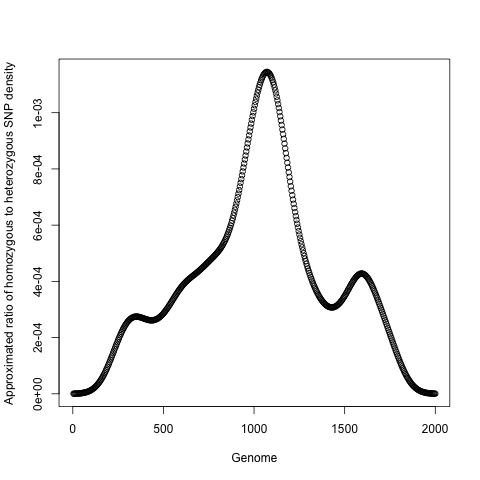 Approximated ratio of homozygous to heterozygous SNP density
1e-03
8e-04
6e-04
4e-04
2e-04
0e+00
0 500 1000 1500 2000
Genome